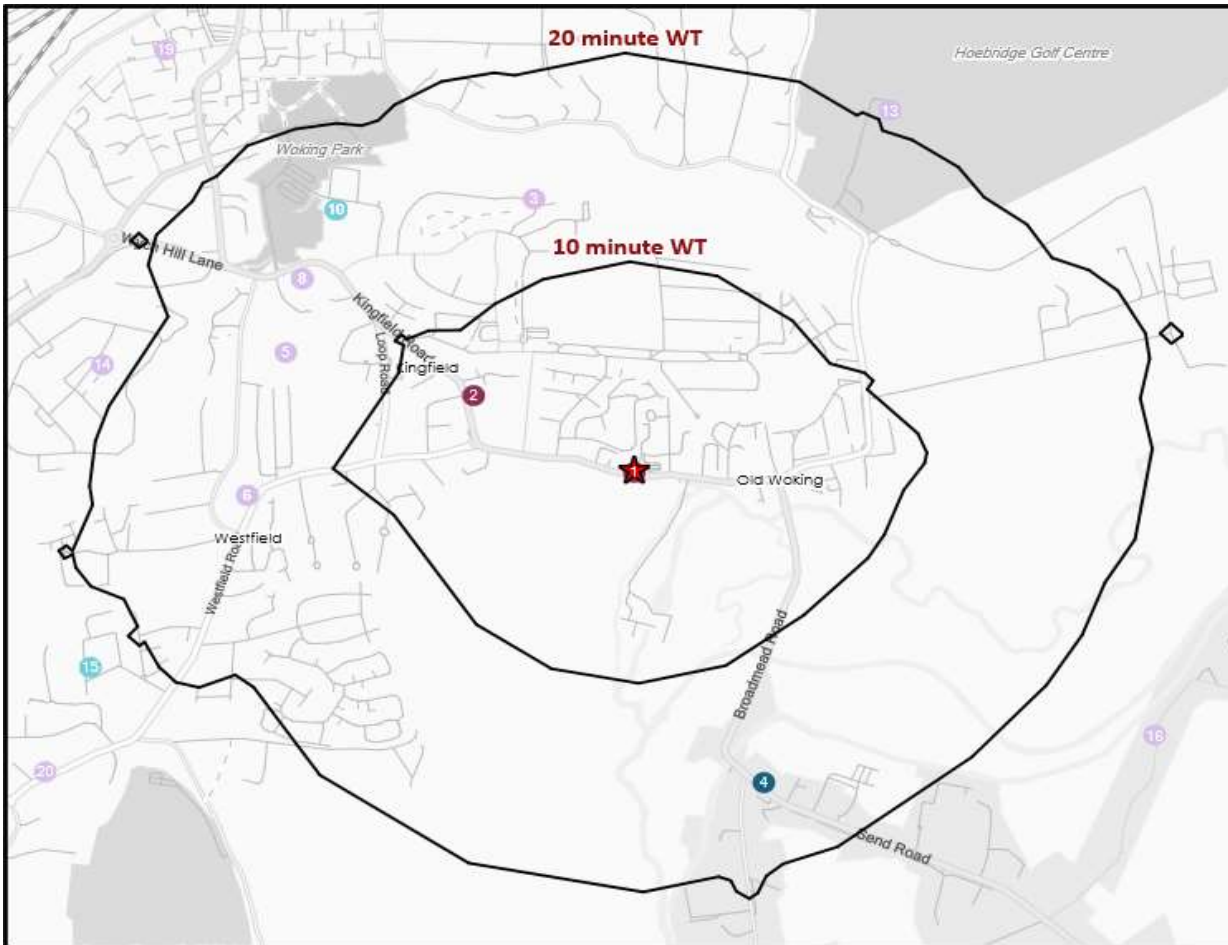 20 minute WT
Hoebridge Golf Centre
19
13
Woking Park
3
10
Wych Hill Lane
10 minute WT
8
Kingfield Road
Loop Road
5
14
Kingfield
2
1
Old Woking
6
Westfield
Westfield Road
15
Broadmead Road
16
20
4
Send Road